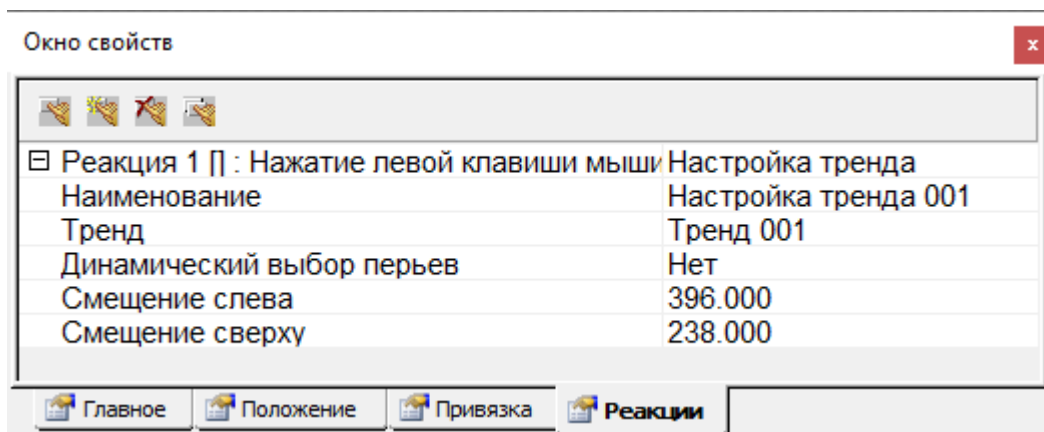 Окно свойств
x
Реакция 1 [] : Нажатие левой клавиши мыши Настройка тренда
Наименование Настройка тренда 001
Тренд Тренд 001
Динамический выбор перьев Нет
Смещение слева 396.000
Смещение сверху 238.000
Главное Положение Привязка Реакции